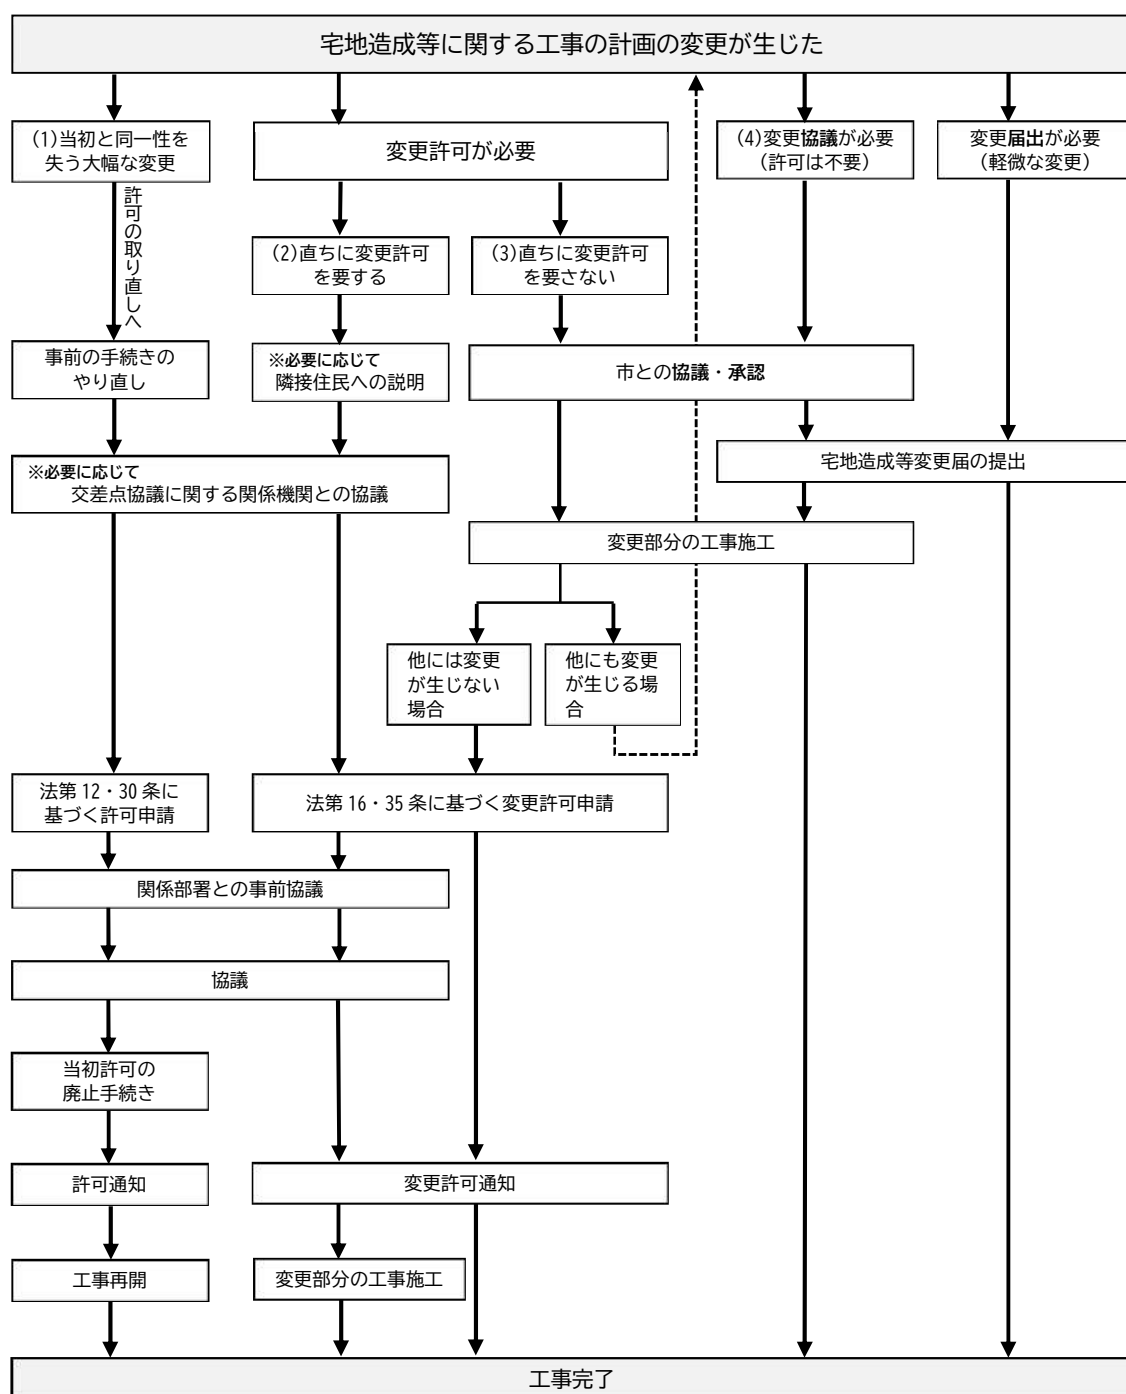 宅地造成等に関する工事の計画の変更が生じた
(1)当初と同一性を
失う大幅な変更
変更許可が必要
(4)変更協議が必要
（許可は不要）
変更届出が必要
（軽微な変更）
許可の取り直しへ
(2)直ちに変更許可
を要する
(3)直ちに変更許可
を要さない
事前の手続きの
やり直し
※必要に応じて
隣接住民への説明
市との協議・承認
※必要に応じて
交差点協議に関する関係機関との協議
宅地造成等変更届の提出
変更部分の工事施工
他には変更
が生じない
場合
他にも変更
が生じる場
合
法第 12・30 条に
基づく許可申請
法第 16・35 条に基づく変更許可申請
関係部署との事前協議
協議
当初許可の
廃止手続き
許可通知
変更許可通知
工事再開
変更部分の工事施工
工事完了